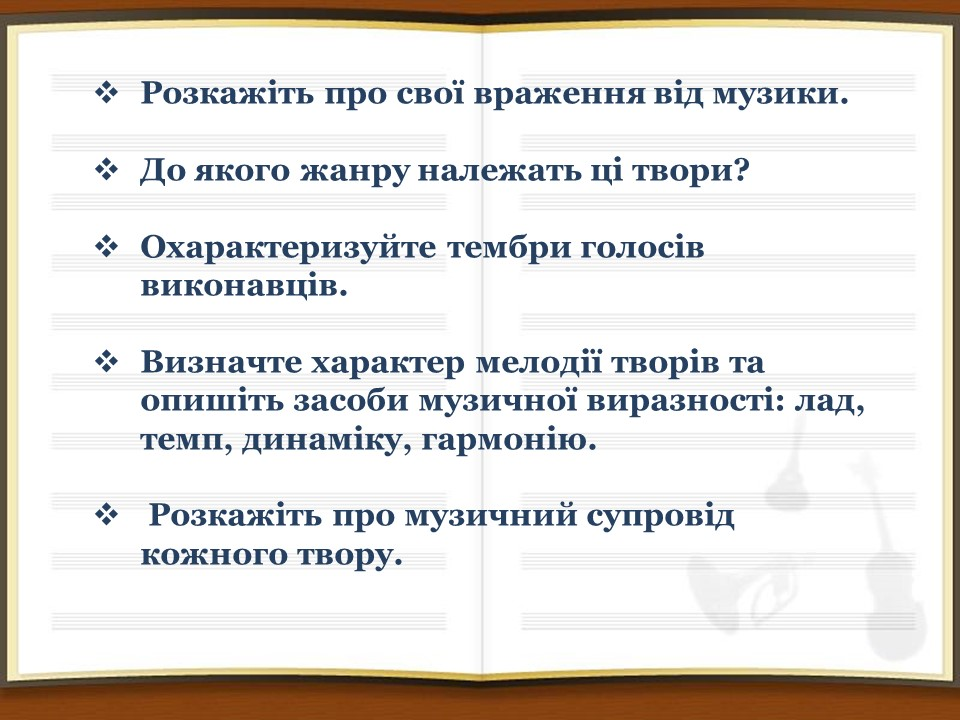 ❖ Розкажіть про свої враження від музики.
❖ До якого жанру належать ці твори?
❖ Охарактеризуйте тембри голосів
виконавців.
❖ Визначте характер мелодії творів та
опишіть засоби музичної виразності: лад,
темп, динаміку, гармонію.
❖ Розкажіть про музичний супровід
кожного твору.